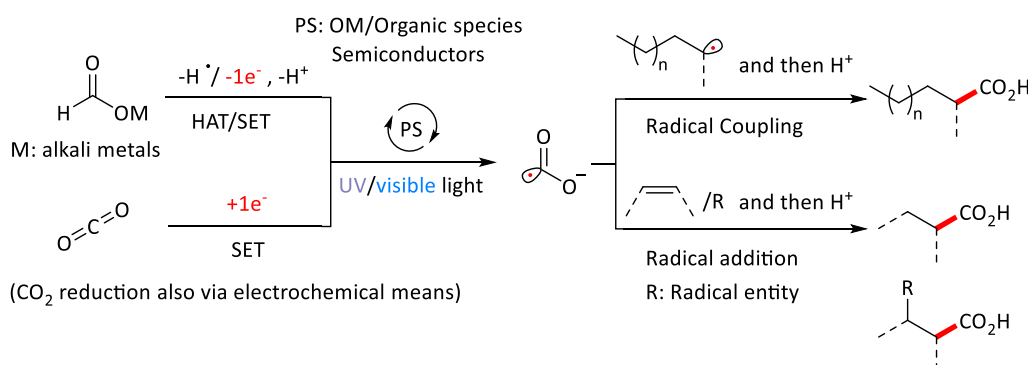 PS: OM/Organic species
Semiconductors
O
H
OM
M: alkali metals
-H•/ -1e-, -H+
HAT/SET
PS
UV/visible light
O=C=O
+1e-
SET
(CO2 reduction also via electrochemical means)
O
O−
n
and then H+
Radical Coupling
CO2H
n
/R and then H+
Radical addition
R: Radical entity
CO2H
R
CO2H